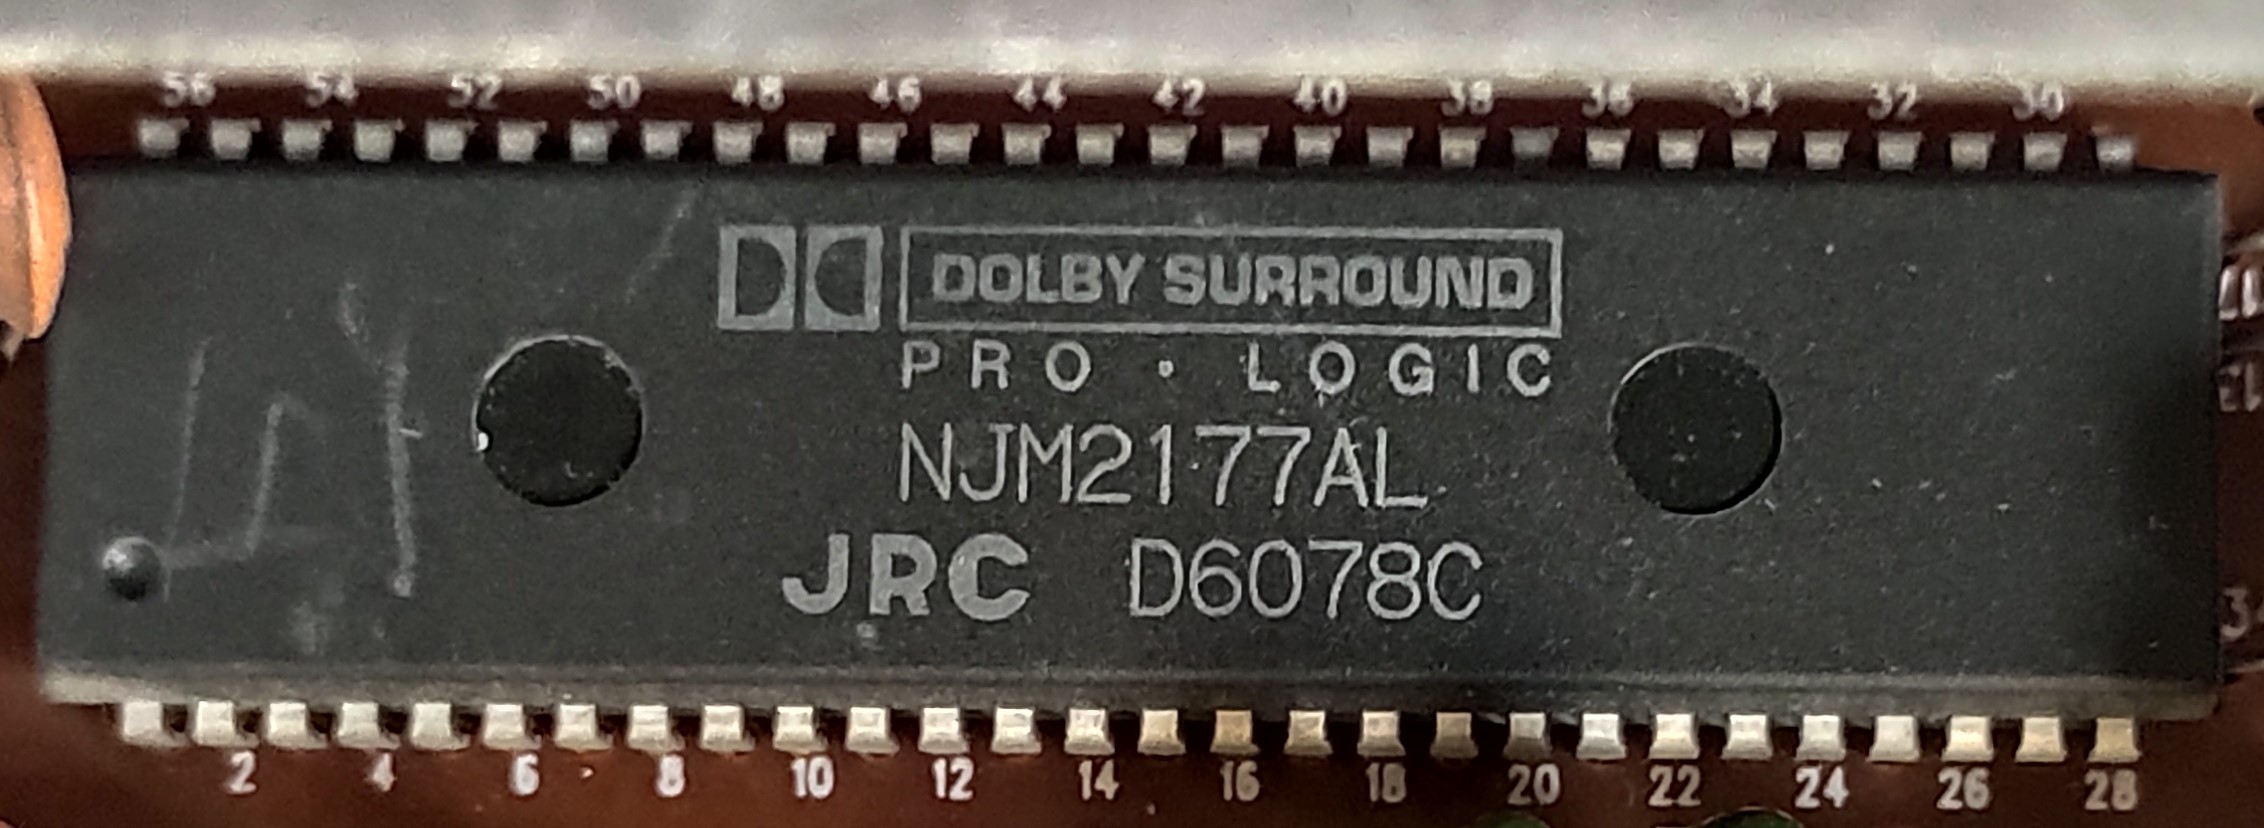 56 54 52 50 48 46 44 42 40 38 36 34 32 30
DOLBY SURROUND
PRO · LOGIC
NJM2177AL
JRC D6078C
2 4 6 8 10 12 14 16 18 20 22 24 26 28